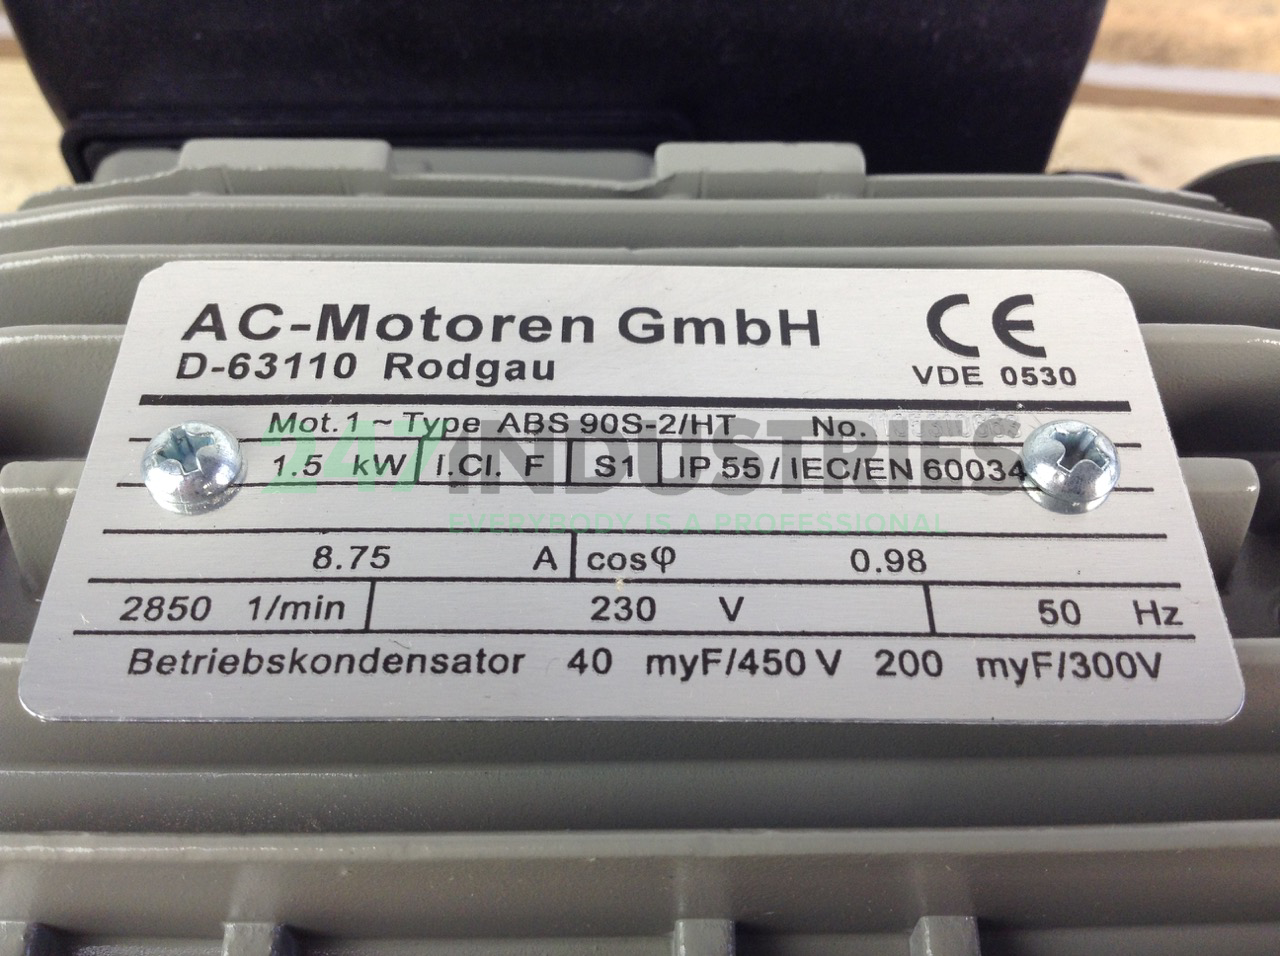 AC-Motoren GmbH
D-63110 Rodgau
CE
VDE 0530
Mot.1~Type ABS 90S-2/HT No.
1.5 kW I.Cl. F S1 IP 55 / IEC/EN 60034
8.75 A cosφ 0.98
2850 1/min 230 V 50 Hz
Betriebskondensator 40 myF/450 V 200 myF/300V
247INDUSTRIES
EVERYBODY IS A PROFESSIONAL